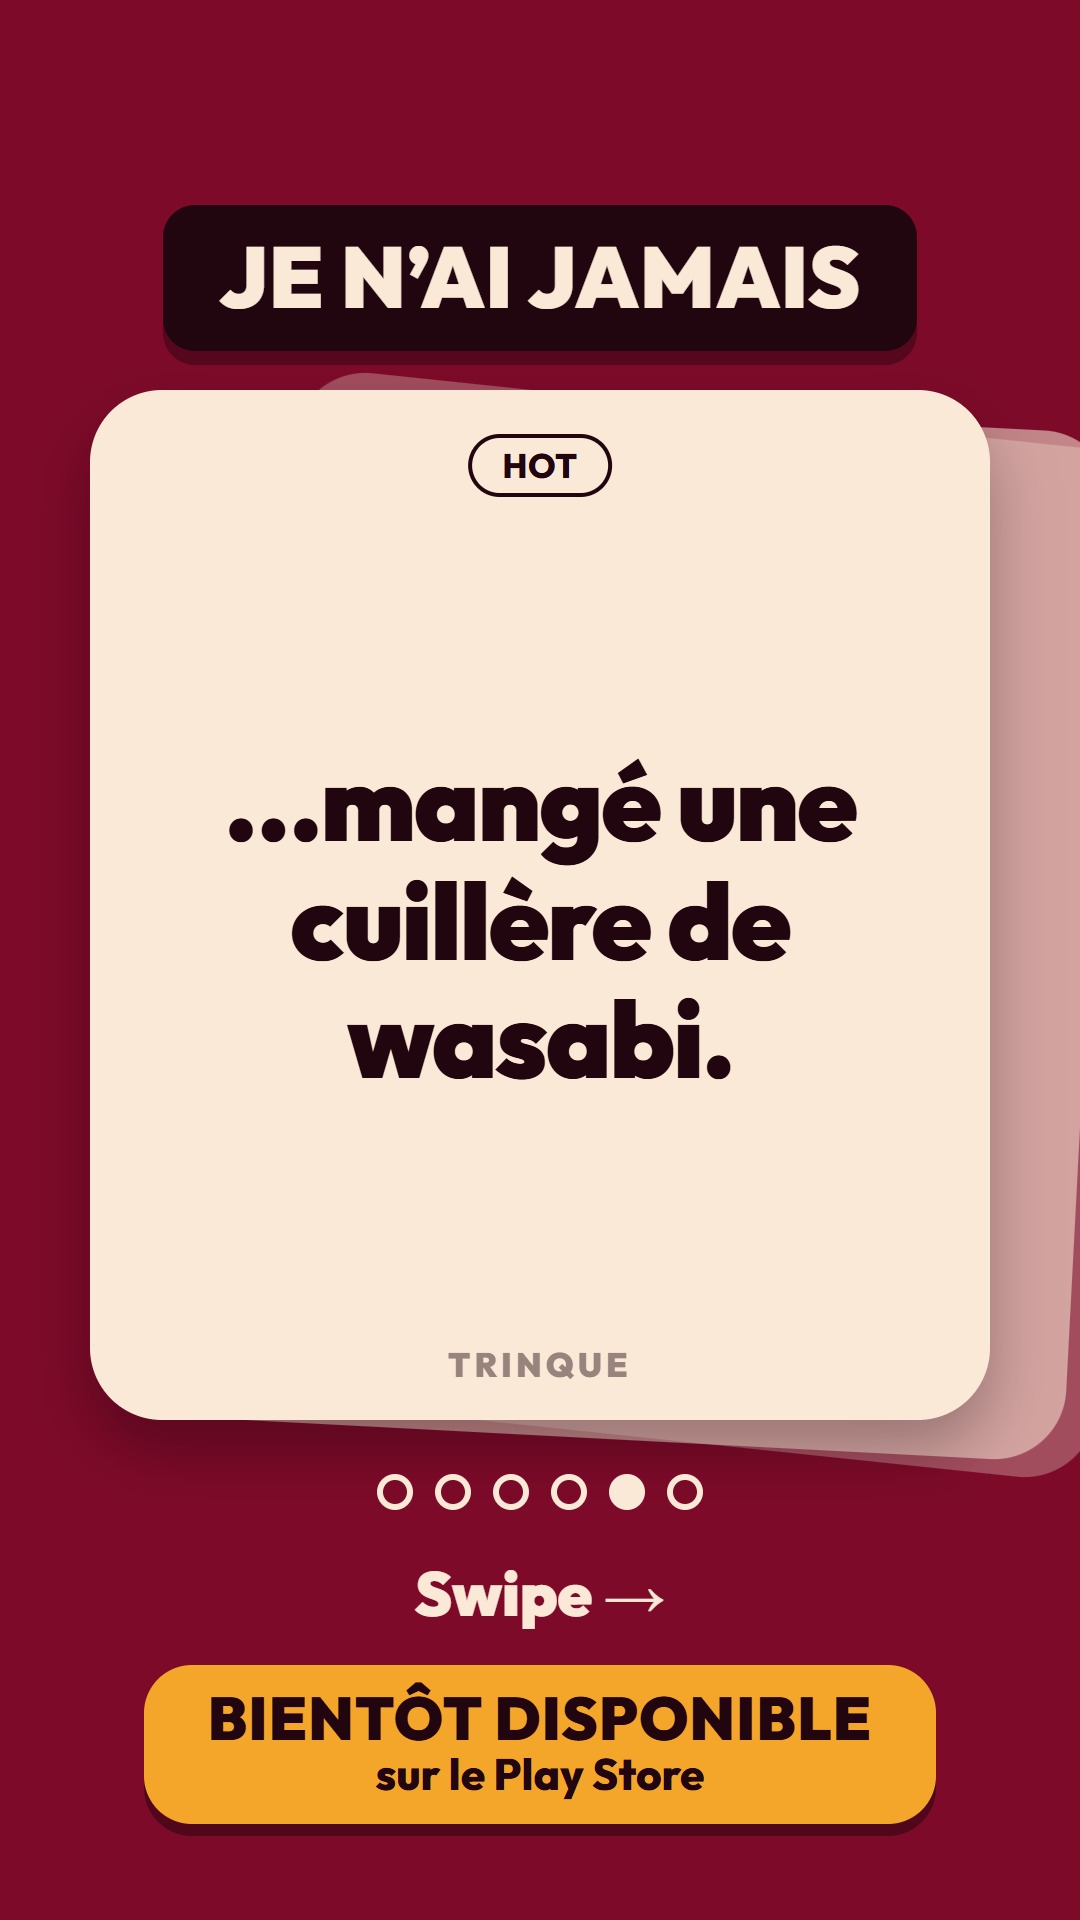 JE N’AI JAMAIS
HOT
...mangé une
cuillère de
wasabi.
TRINQUE
Swipe →
BIENTÔT DISPONIBLE
sur le Play Store